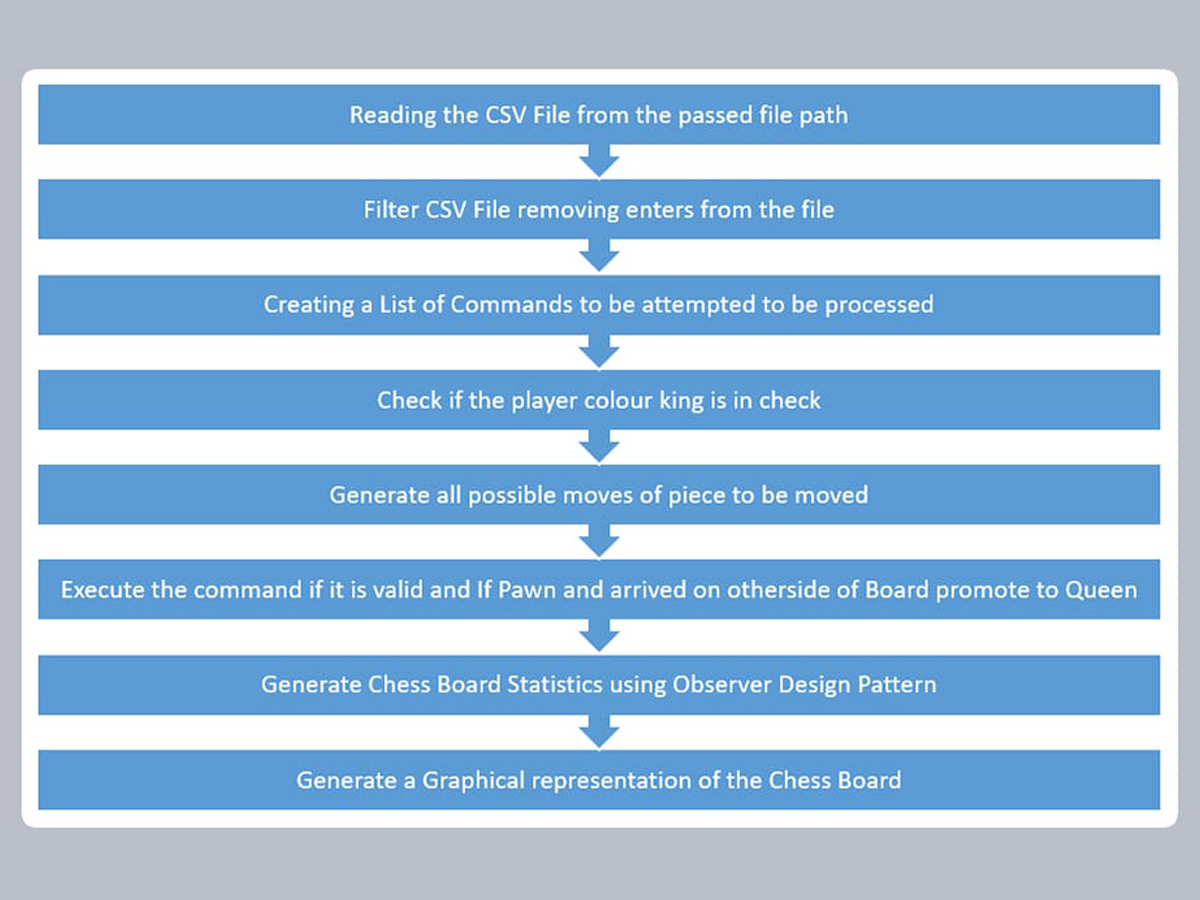 Reading the CSV File from the passed file path
Filter CSV File removing enters from the file
Creating a List of Commands to be attempted to be processed
Check if the player colour king is in check
Generate all possible moves of piece to be moved
Execute the command if it is valid and If Pawn and arrived on otherside of Board promote to Queen
Generate Chess Board Statistics using Observer Design Pattern
Generate a Graphical representation of the Chess Board